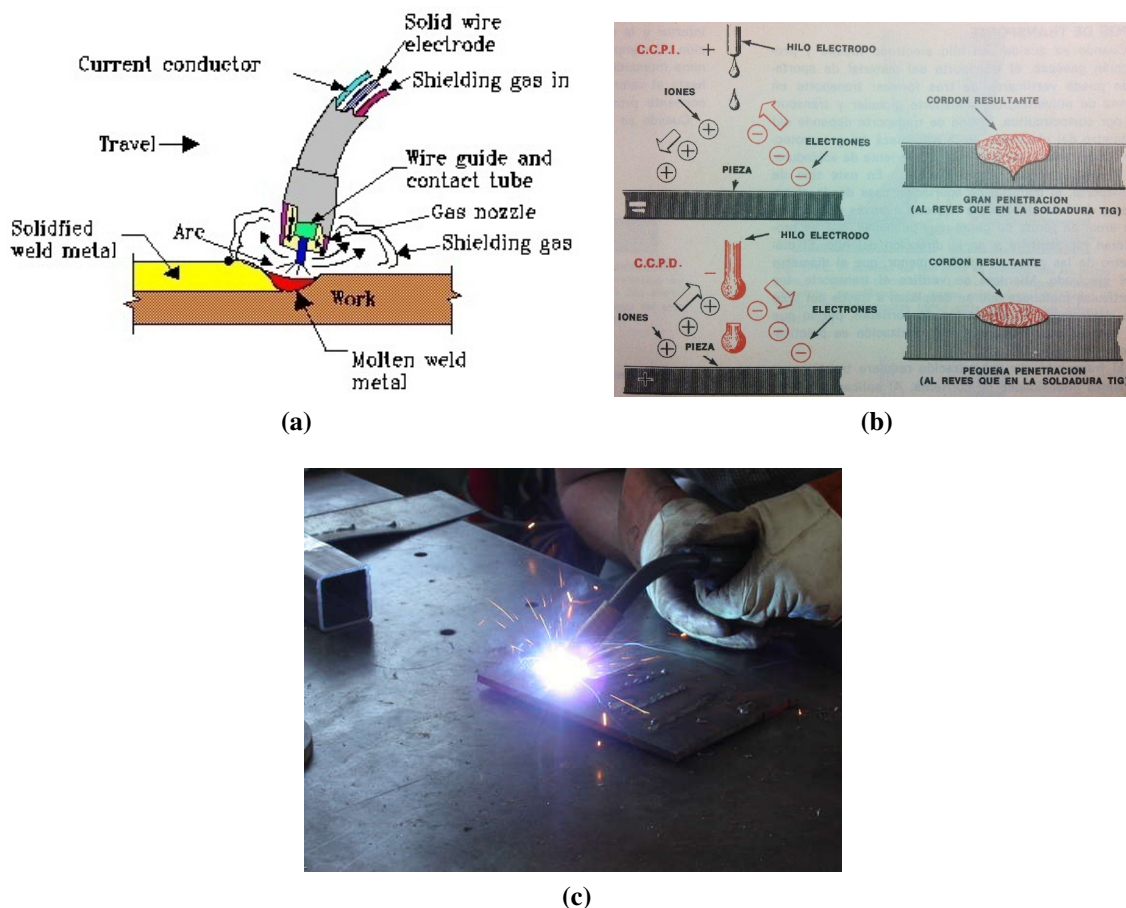 Solid wire
electrode
Current conductor
Shielding gas in
Travel
Wire guide and
contact tube
Gas nozzle
Solidfied
weld metal
Arc
Shielding gas
Work
Molten weld
metal
(a)
C.C.P.I.
+
HILO ELECTRODO
IONES
ELECTRONES
PIEZA
CORDON RESULTANTE
GRAN PENETRACION
(AL REVES QUE EN LA SOLDADURA TIG)
HILO ELECTRODO
C.C.P.D.
−
IONES
ELECTRONES
PIEZA
+
CORDON RESULTANTE
PEQUEÑA PENETRACION
(AL REVES QUE EN LA SOLDADURA TIG)
(b)
(c)